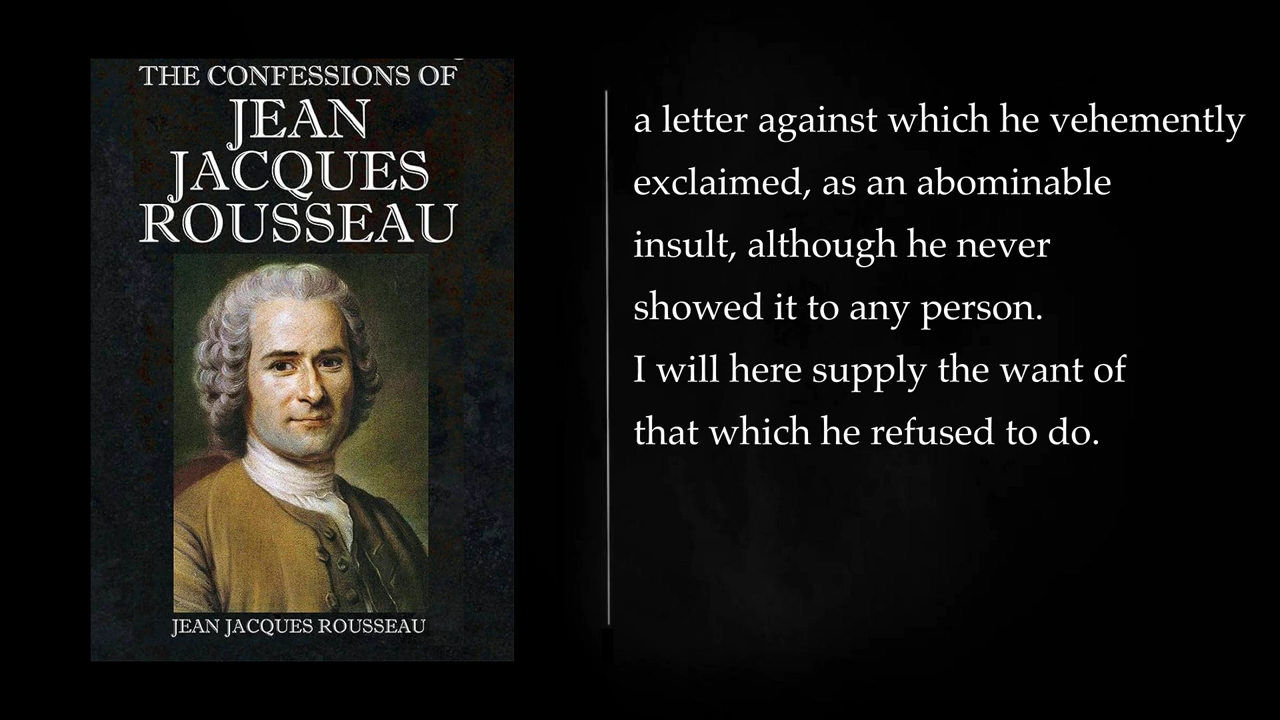 THE CONFESSIONS OF
JEAN
JACQUES
ROUSSEAU
JEAN JACQUES ROUSSEAU
a letter against which he vehemently
exclaimed, as an abominable
insult, although he never
showed it to any person.
I will here supply the want of
that which he refused to do.